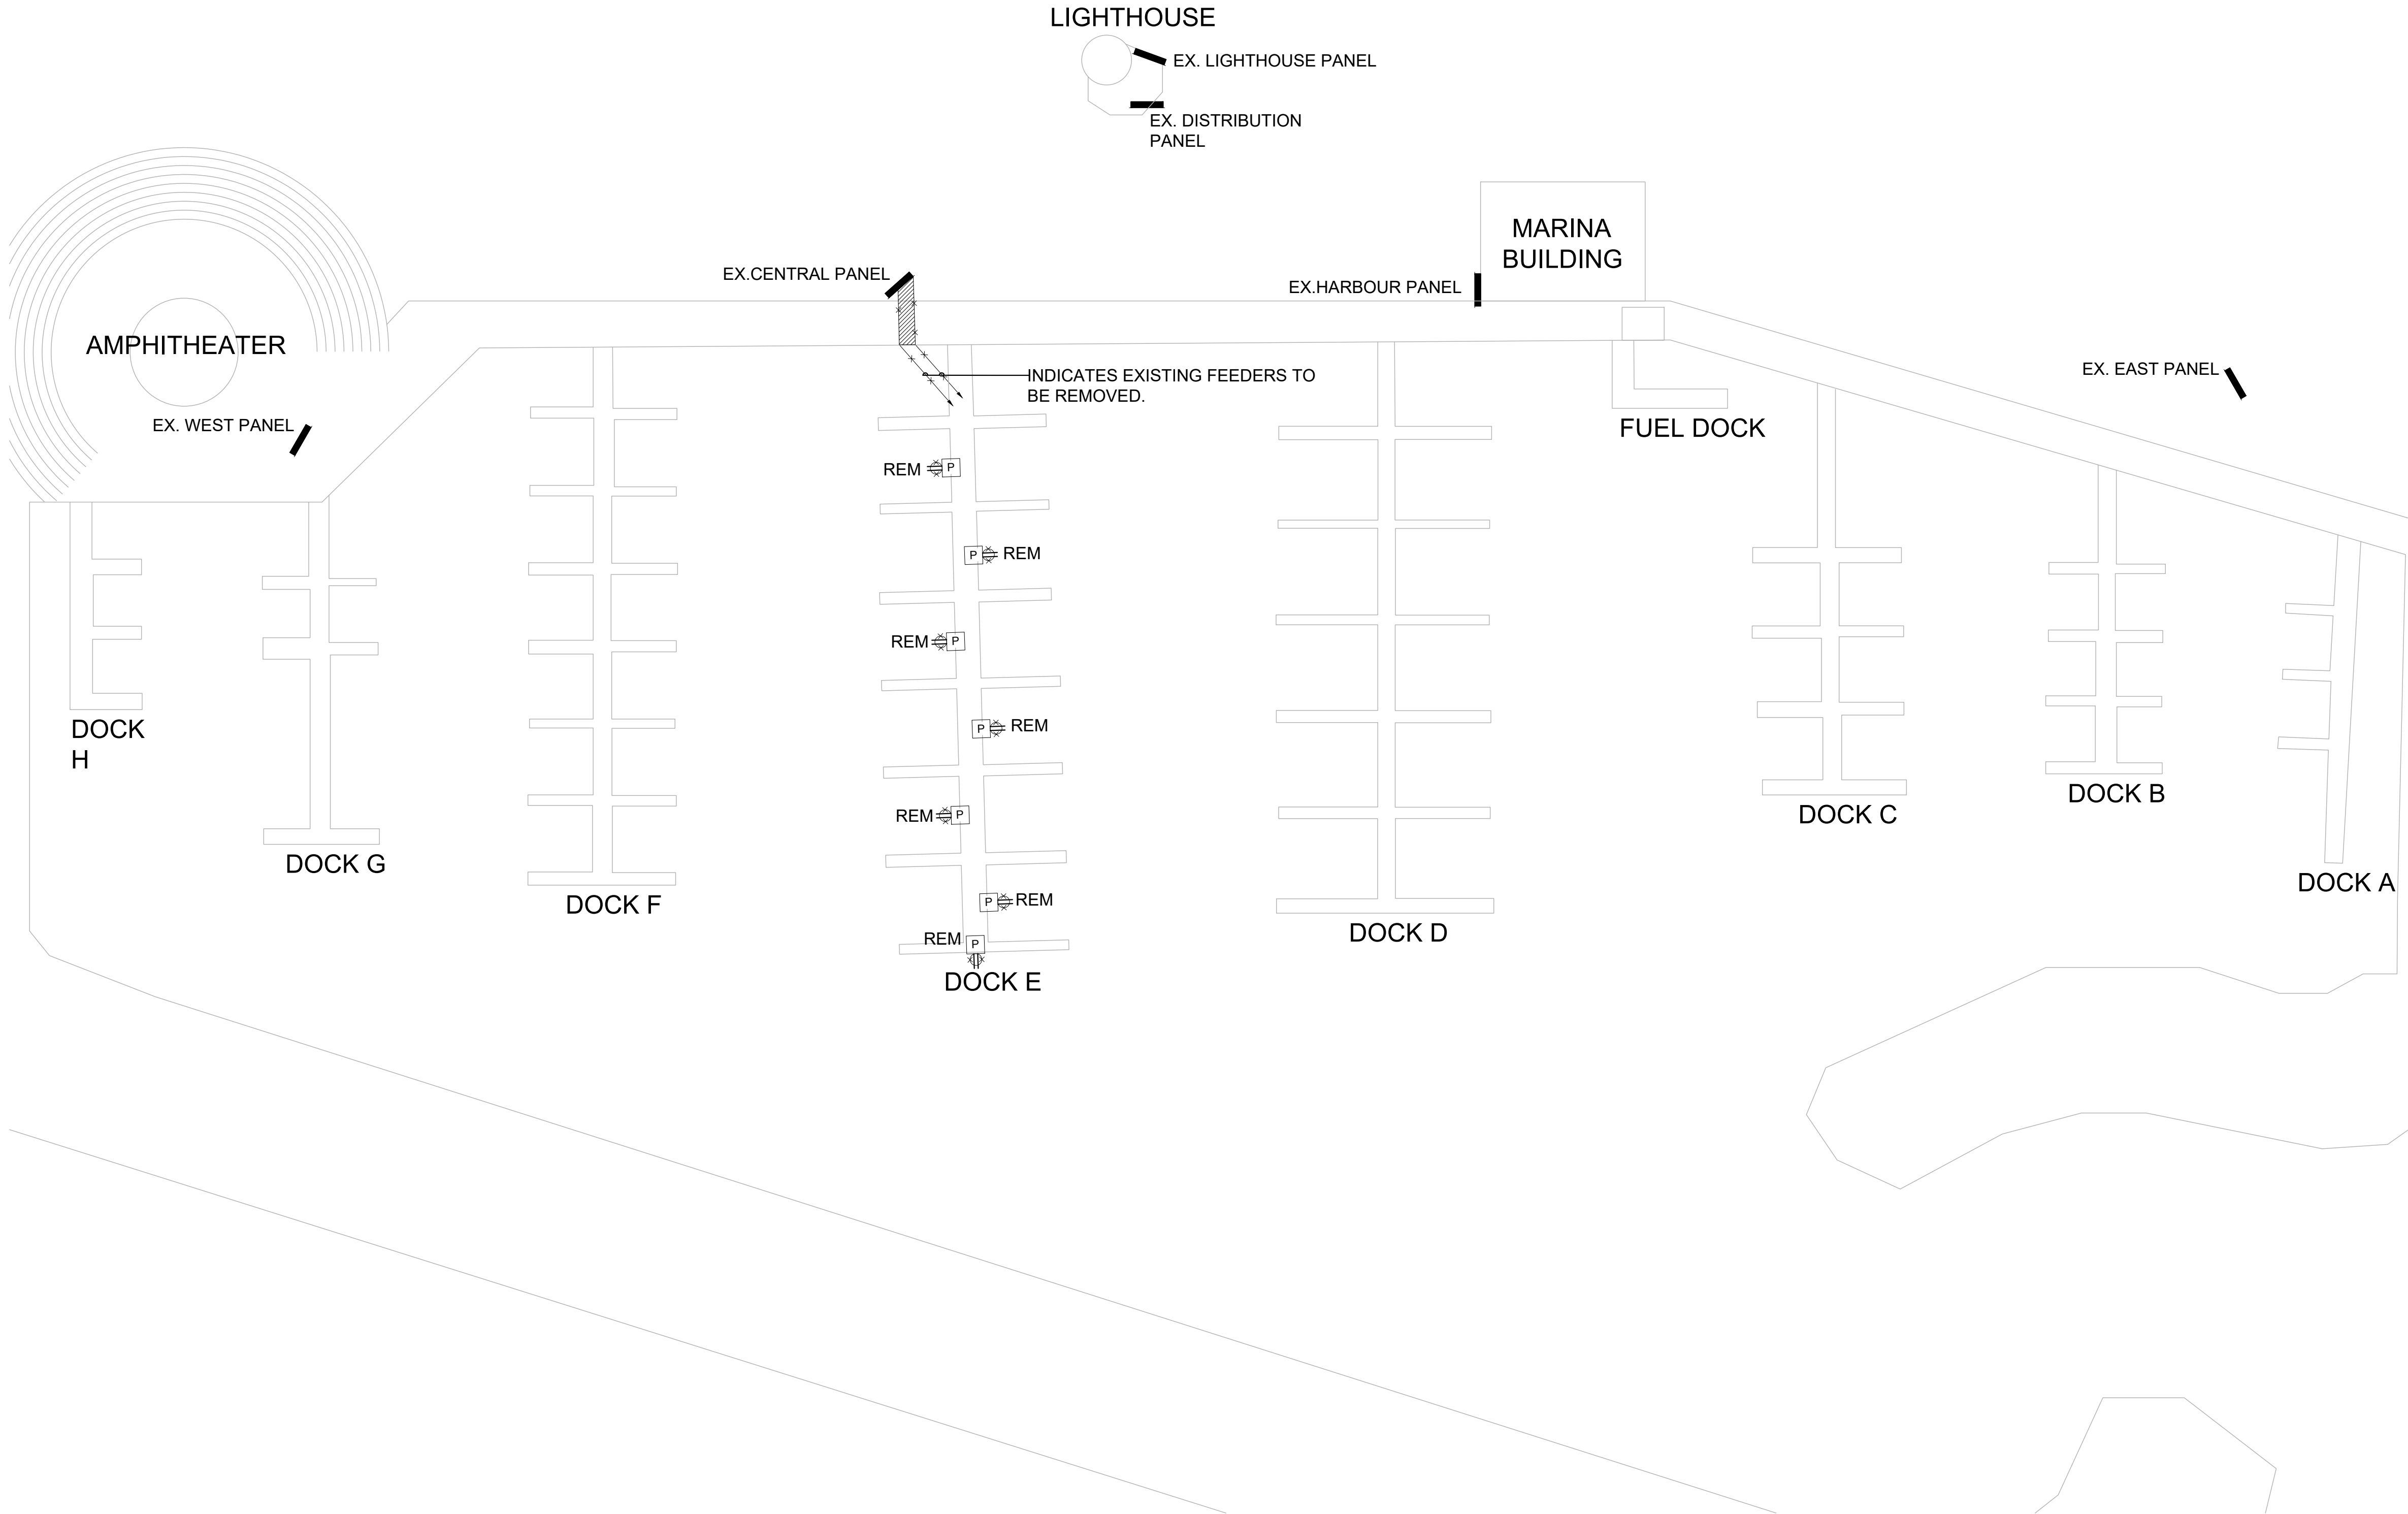 LIGHTHOUSE
EX. LIGHTHOUSE PANEL
EX. DISTRIBUTION
PANEL
MARINA
BUILDING
EX.CENTRAL PANEL
EX.HARBOUR PANEL
AMPHITHEATER
EX. WEST PANEL
INDICATES EXISTING FEEDERS TO
BE REMOVED.
EX. EAST PANEL
FUEL DOCK
REM P
P REM
REM P
P REM
REM P
P REM
REM P
DOCK
H
DOCK G
DOCK F
DOCK E
DOCK D
DOCK C
DOCK B
DOCK A